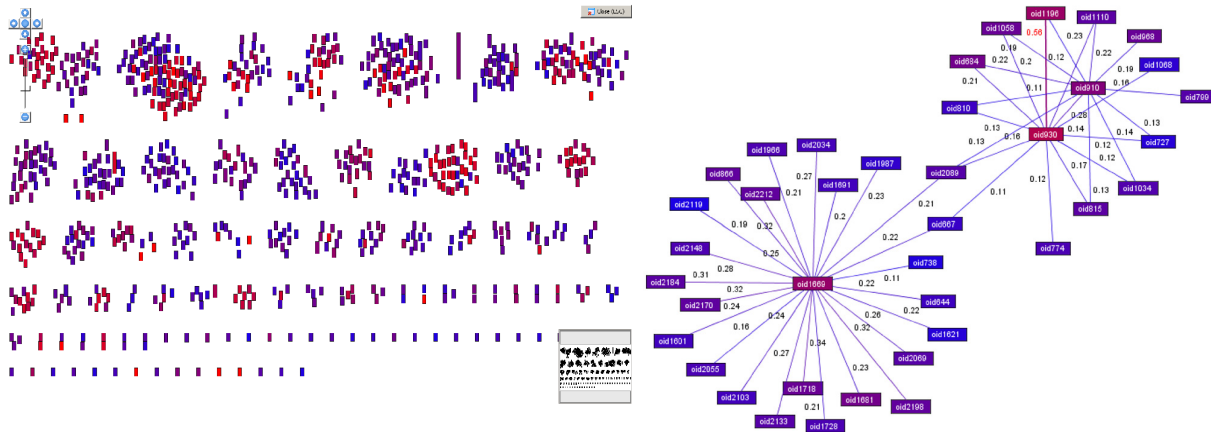 Close (ESC)
oid1196
oid1110
oid1058
0.56
0.23
oid968
0.19
0.12
0.22
oid684
0.22
0.2
0.19
oid1068
0.21
0.11
0.16
oid910
oid799
oid810
0.28
0.13
0.13
0.16
oid930
0.14
0.14
oid727
0.13
0.12
oid1966
oid2034
oid1987
0.17
0.12
oid866
oid2089
0.12
0.27
oid1691
oid2212
0.21
0.23
0.11
0.13
oid1034
oid2119
0.21
oid815
0.19
0.32
0.2
oid667
oid2148
0.25
0.22
oid774
0.28
oid738
0.31
0.22
0.11
oid2184
oid1669
0.32
oid2170
0.24
oid644
0.24
0.26
0.22
0.16
0.32
oid1621
oid1601
0.34
0.27
oid2069
oid2055
0.23
oid2103
oid1718
oid1681
0.21
oid2198
oid2133
oid1728